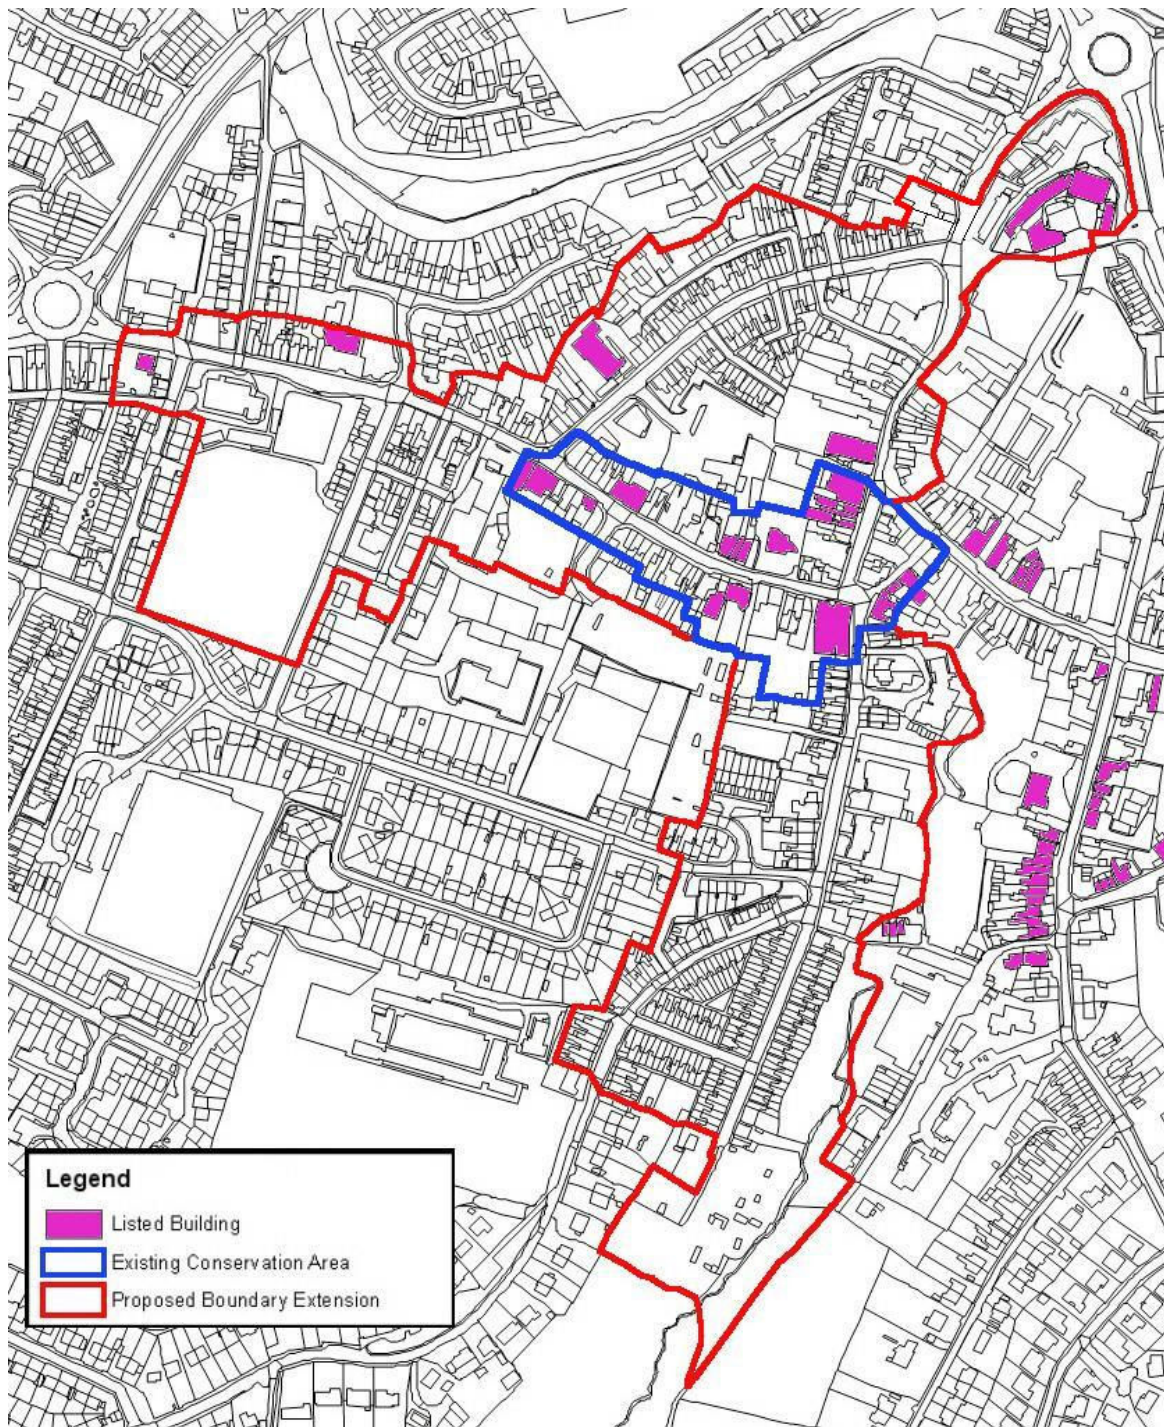 Legend
Listed Building
Existing Conservation Area
Proposed Boundary Extension